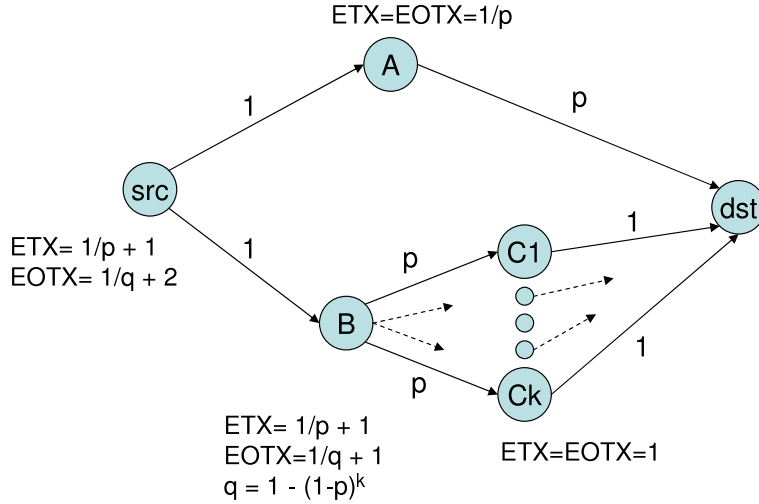 ETX=EOTX=1/p
A
1
p
src
dst
ETX= 1/p + 1
EOTX= 1/q + 2
1
C1
1
p
B
p
1
Ck
ETX= 1/p + 1
EOTX=1/q + 1
q = 1 - (1-p)^k
ETX=EOTX=1